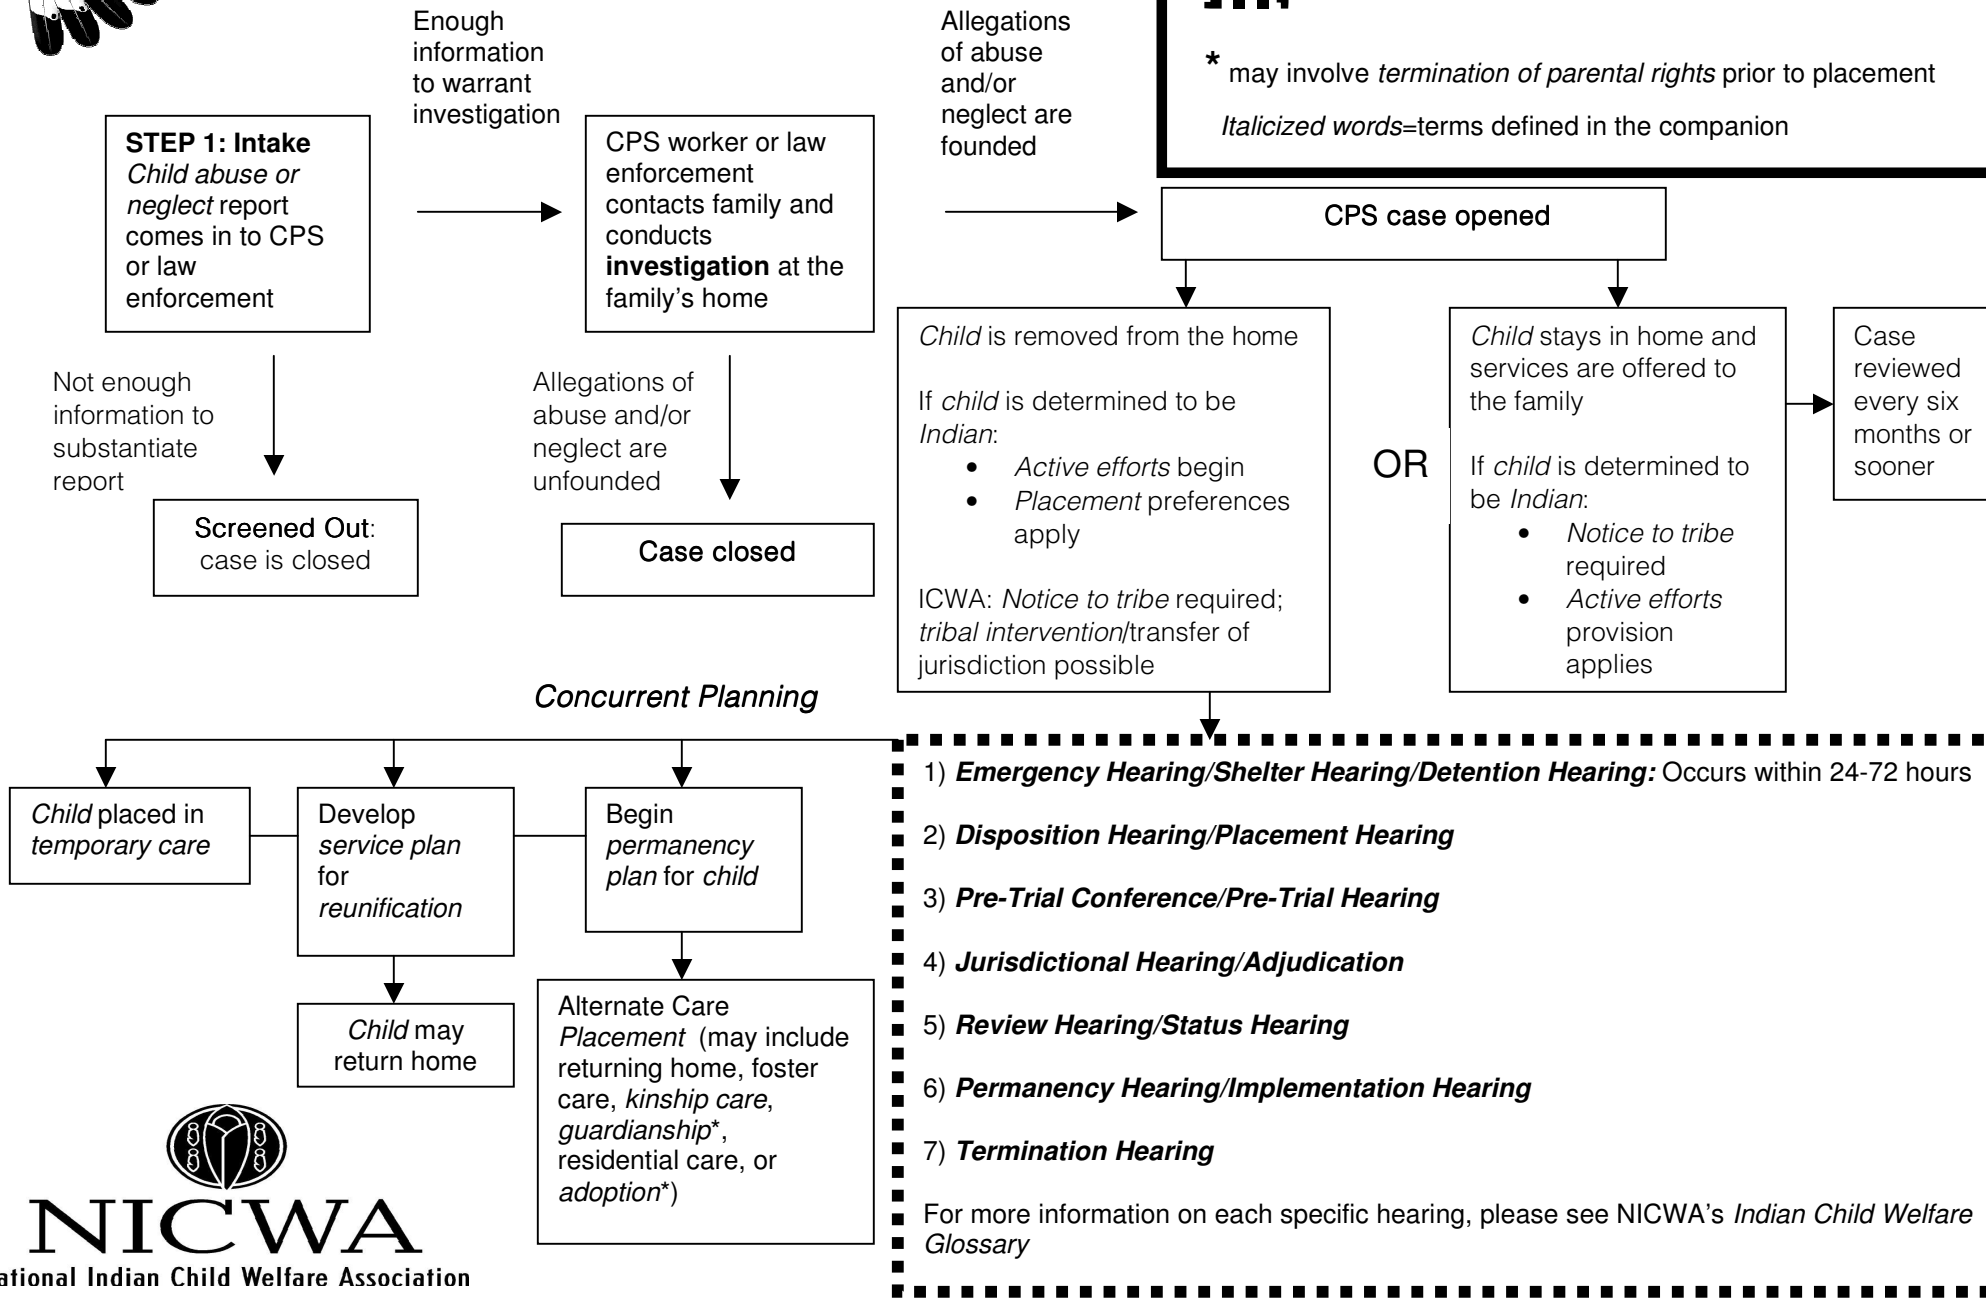 Enough
information
to warrant
investigation
Allegations
of abuse
and/or
neglect are
founded
* may involve termination of parental rights prior to placement
Italicized words=terms defined in the companion
STEP 1: Intake
Child abuse or
neglect report
comes in to CPS
or law
enforcement
CPS worker or law
enforcement
contacts family and
conducts
investigation at the
family’s home
CPS case opened
Not enough
information to
substantiate
report
Allegations of
abuse and/or
neglect are
unfounded
Screened Out:
case is closed
Case closed
Child is removed from the home
If child is determined to be
Indian:
• Active efforts begin
• Placement preferences
apply
ICWA: Notice to tribe required;
tribal intervention/transfer of
jurisdiction possible
OR
Child stays in home and
services are offered to
the family
If child is determined to
be Indian:
• Notice to tribe
required
• Active efforts
provision
applies
Case
reviewed
every six
months or
sooner
Concurrent Planning
Child placed in
temporary care
Develop
service plan
for
reunification
Begin
permanency
plan for child
Child may
return home
Alternate Care
Placement (may include
returning home, foster
care, kinship care,
guardianship*,
residential care, or
adoption*)
1) Emergency Hearing/Shelter Hearing/Detention Hearing: Occurs within 24-72 hours
2) Disposition Hearing/Placement Hearing
3) Pre-Trial Conference/Pre-Trial Hearing
4) Jurisdictional Hearing/Adjudication
5) Review Hearing/Status Hearing
6) Permanency Hearing/Implementation Hearing
7) Termination Hearing
For more information on each specific hearing, please see NICWA’s Indian Child Welfare
Glossary
NICWA
ational Indian Child Welfare Association